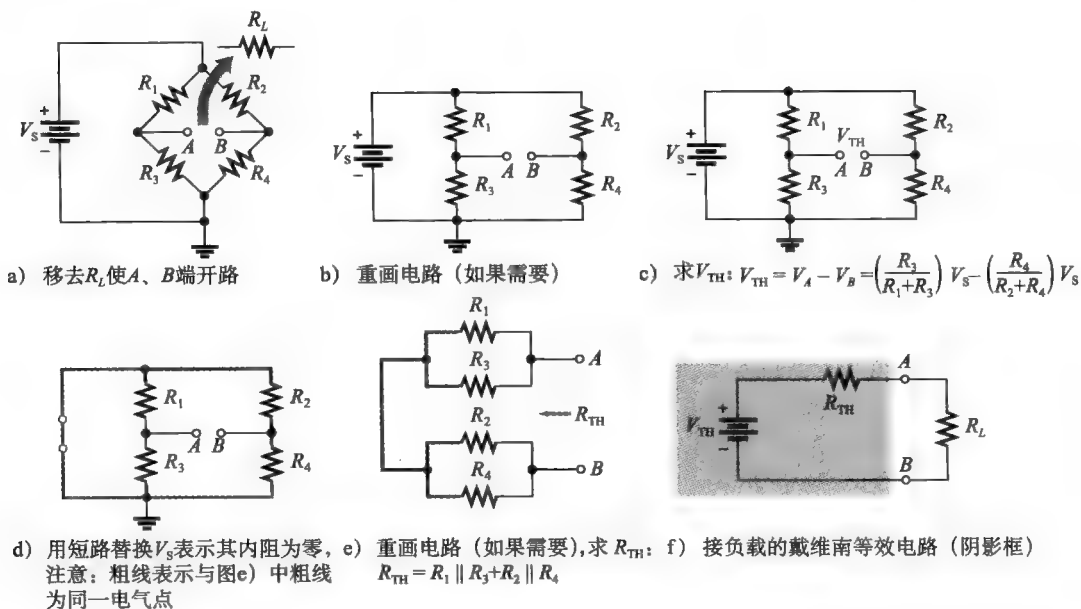 R_L
R_1
R_2
+
V_S
−
A
B
R_3
R_4
a) 移去R_L使A、B端开路
+
V_S
−
R_1
R_2
A
B
R_3
R_4
b) 重画电路（如果需要）
+
V_S
−
R_1
V_TH
R_2
A
B
R_3
R_4
c) 求V_TH: V_TH = V_A − V_B = (R_3/(R_1+R_3)) V_S − (R_4/(R_2+R_4)) V_S
R_1
R_2
A
B
R_3
R_4
d) 用短路替换V_S表示其内阻为零，
注意：粗线表示与图e）中粗线
为同一电气点
R_1
A
R_3
R_2
R_TH
R_4
B
e) 重画电路（如果需要）,求 R_TH:
R_TH = R_1 ∥ R_3 + R_2 ∥ R_4
A
+
R_TH
V_TH
−
R_L
B
f) 接负载的戴维南等效电路（阴影框）